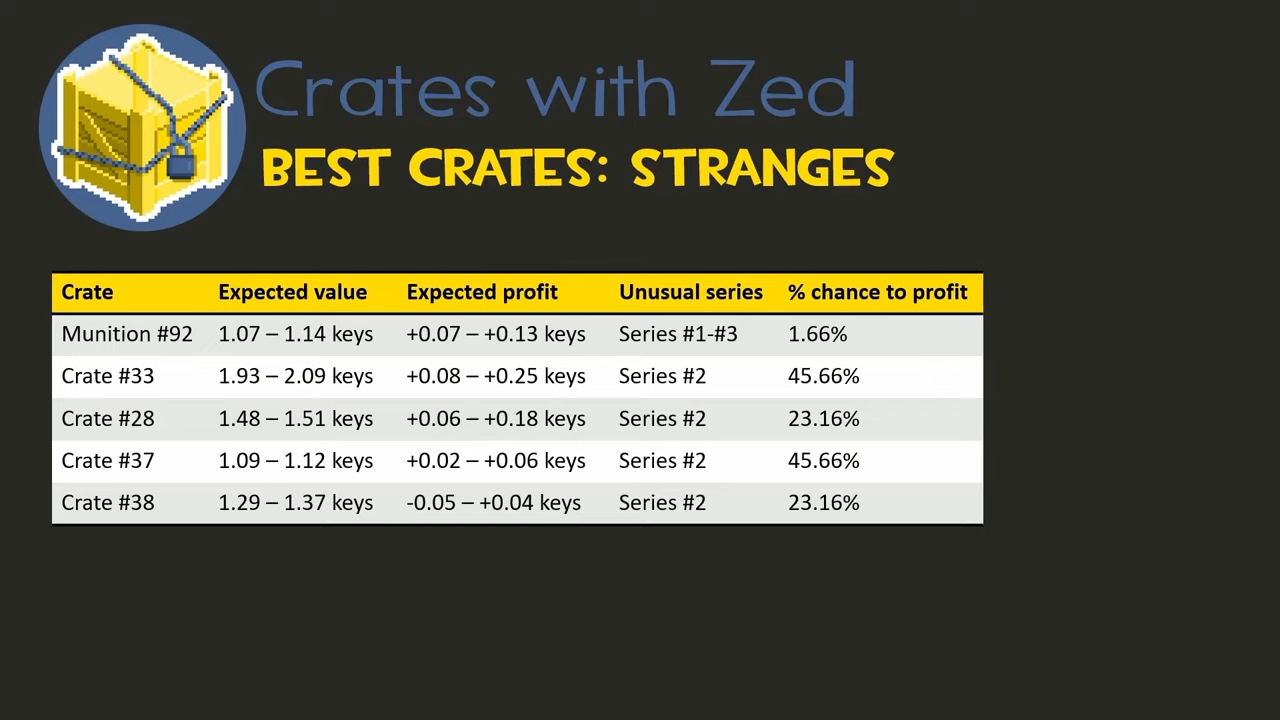 Crates with Zed
BEST CRATES: STRANGES
Crate Expected value Expected profit Unusual series % chance to profit
Munition #92 1.07 – 1.14 keys +0.07 – +0.13 keys Series #1-#3 1.66%
Crate #33 1.93 – 2.09 keys +0.08 – +0.25 keys Series #2 45.66%
Crate #28 1.48 – 1.51 keys +0.06 – +0.18 keys Series #2 23.16%
Crate #37 1.09 – 1.12 keys +0.02 – +0.06 keys Series #2 45.66%
Crate #38 1.29 – 1.37 keys -0.05 – +0.04 keys Series #2 23.16%